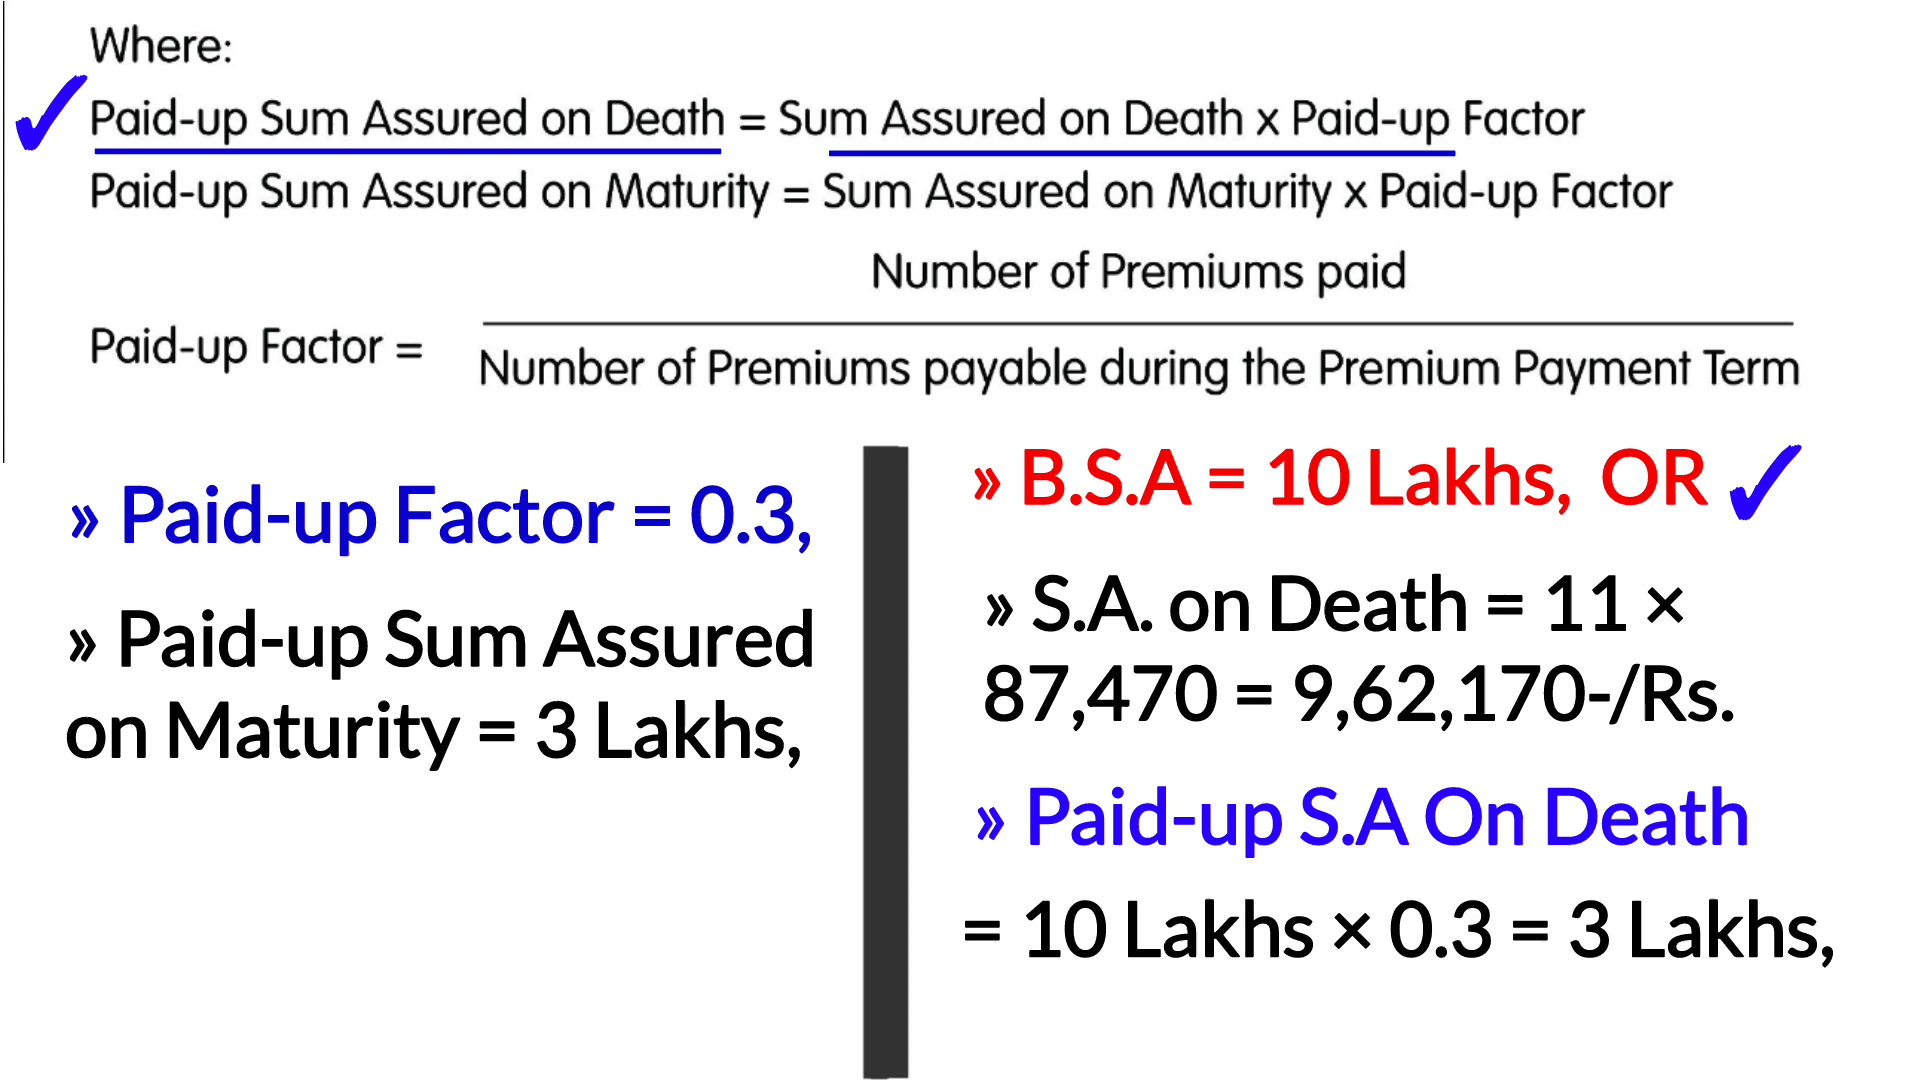 Where:
Paid-up Sum Assured on Death = Sum Assured on Death x Paid-up Factor
Paid-up Sum Assured on Maturity = Sum Assured on Maturity x Paid-up Factor
Number of Premiums paid
Paid-up Factor =
Number of Premiums payable during the Premium Payment Term
» Paid-up Factor = 0.3,
» Paid-up Sum Assured
on Maturity = 3 Lakhs,
» B.S.A = 10 Lakhs, OR
» S.A. on Death = 11 ×
87,470 = 9,62,170-/Rs.
» Paid-up S.A On Death
= 10 Lakhs × 0.3 = 3 Lakhs,